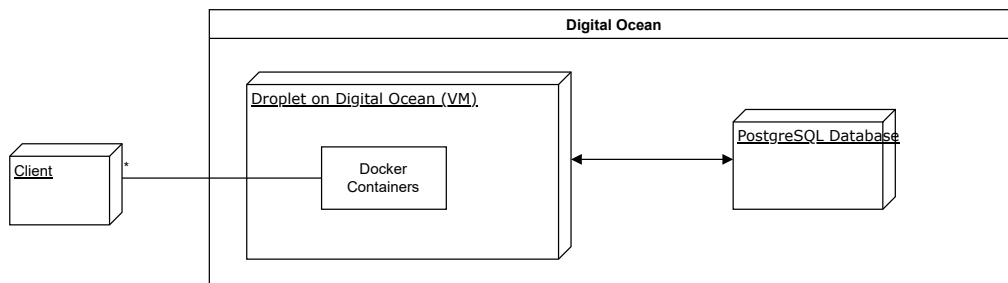 Digital Ocean
Droplet on Digital Ocean (VM)
PostgreSQL Database
Client
*
Docker
Containers